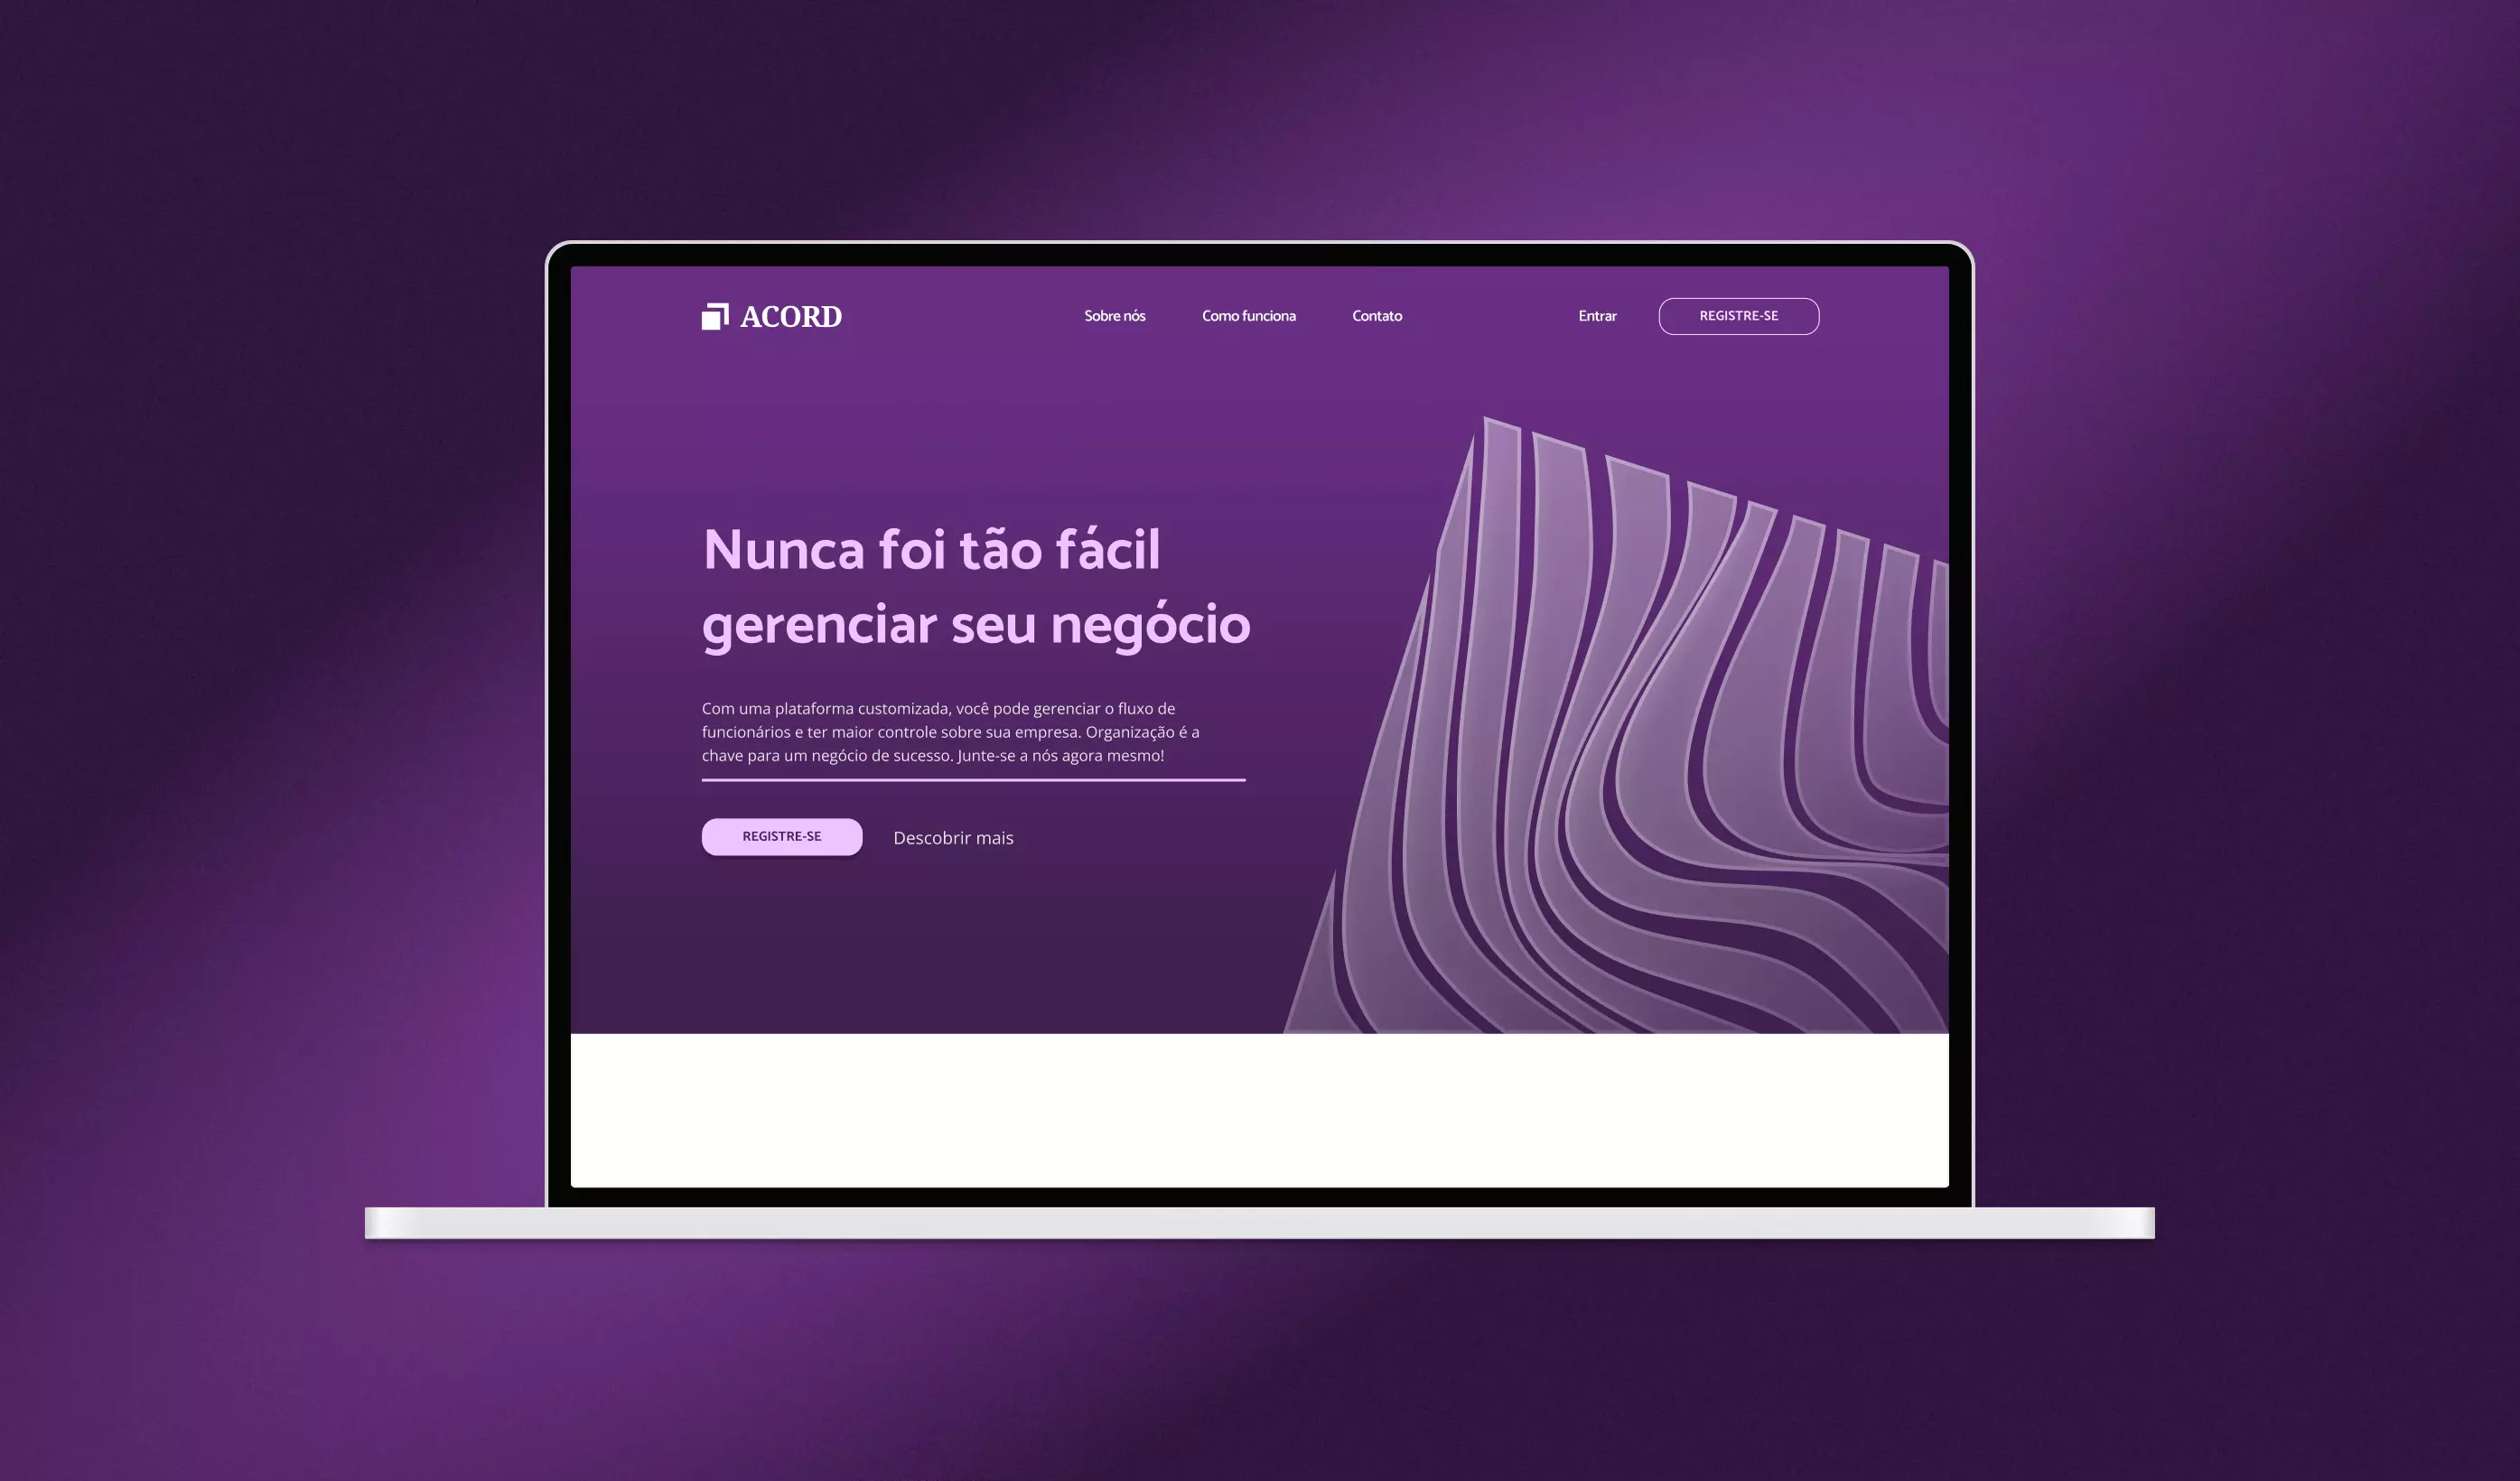 ACORD
Sobre nós
Como funciona
Contato
Entrar
REGISTRE-SE
Nunca foi tão fácil
gerenciar seu negócio
Com uma plataforma customizada, você pode gerenciar o fluxo de
funcionários e ter maior controle sobre sua empresa. Organização é a
chave para um negócio de sucesso. Junte-se a nós agora mesmo!
REGISTRE-SE
Descobrir mais